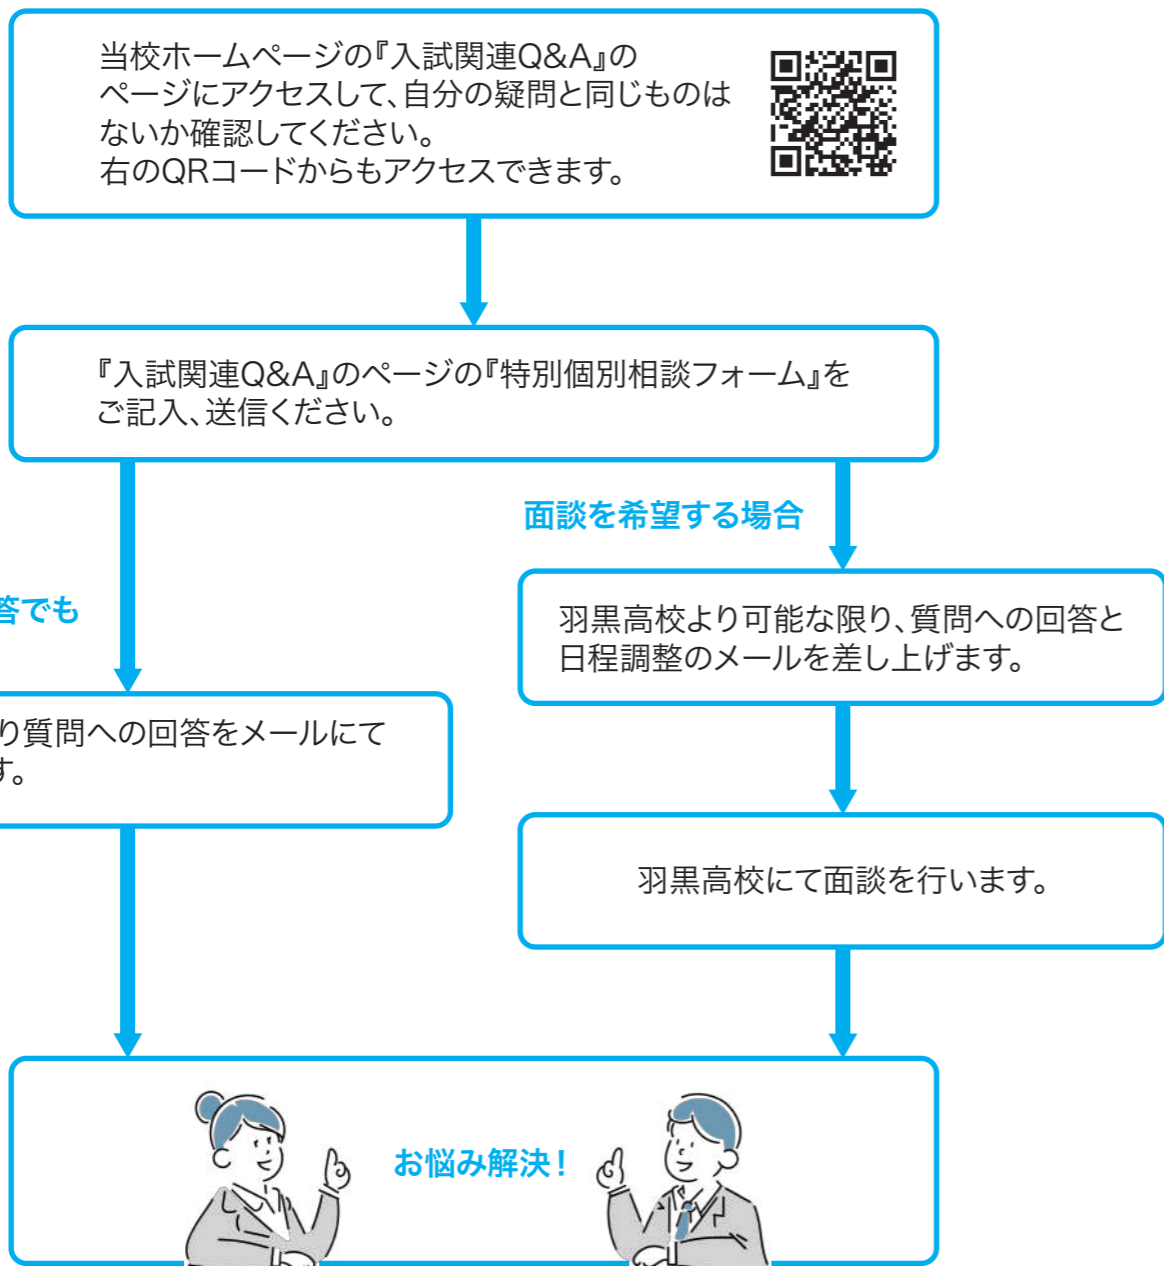 当校ホームページの『入試関連Q&A』の
ページにアクセスして、自分の疑問と同じものは
ないか確認してください。
右のQRコードからもアクセスできます。
『入試関連Q&A』のページの『特別個別相談フォーム』を
ご記入、送信ください。
面談を希望する場合
答でも
羽黒高校より可能な限り、質問への回答と
日程調整のメールを差し上げます。
り質問への回答をメールにて
す。
羽黒高校にて面談を行います。
お悩み解決！